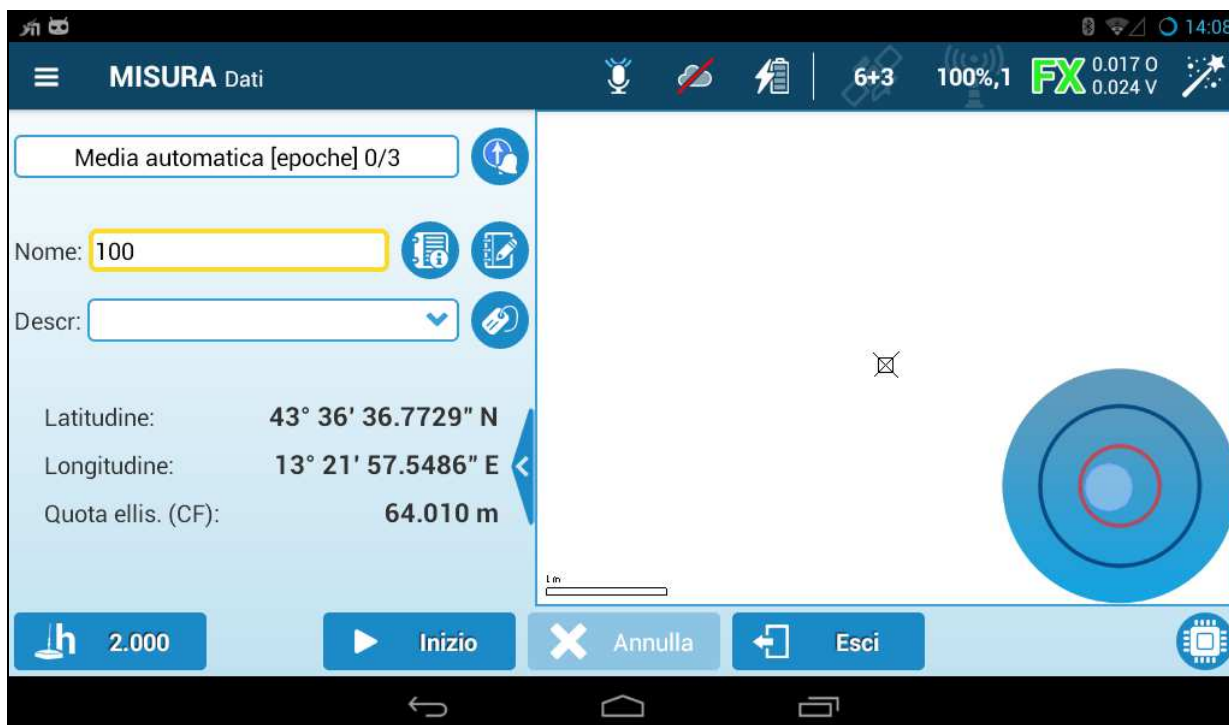 14:08
MISURA Dati
6+3
100%,1
FX
0.017 O
0.024 V
Media automatica [epoche] 0/3
Nome: 100
Descr:
Latitudine: 43° 36' 36.7729" N
Longitudine: 13° 21' 57.5486" E
Quota ellis. (CF): 64.010 m
1 m
h 2.000
Inizio
Annulla
Esci